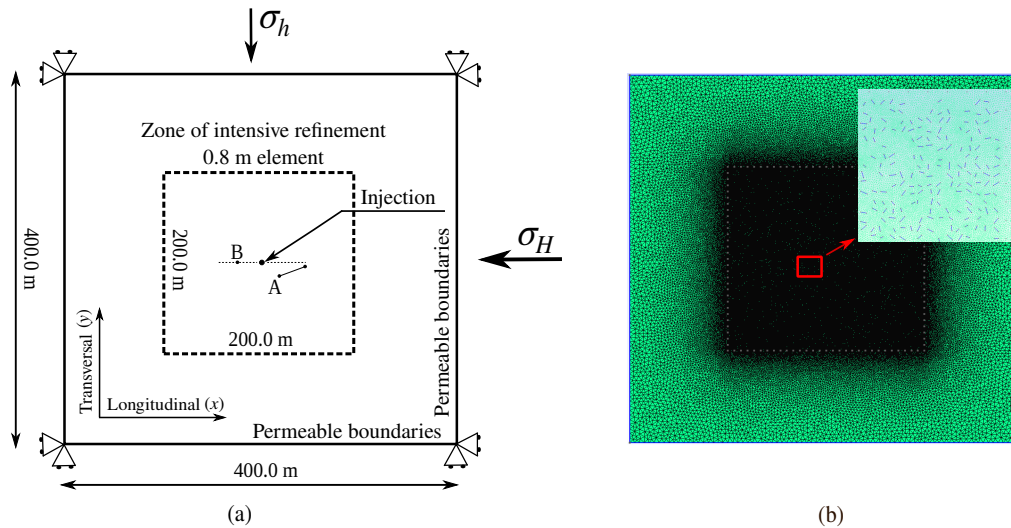 σh
Zone of intensive refinement
0.8 m element
Injection
400.0 m
200.0 m
B
A
σH
200.0 m
Transversal (y)
Longitudinal (x)
Permeable boundaries
Permeable boundaries
400.0 m
(a)
(b)